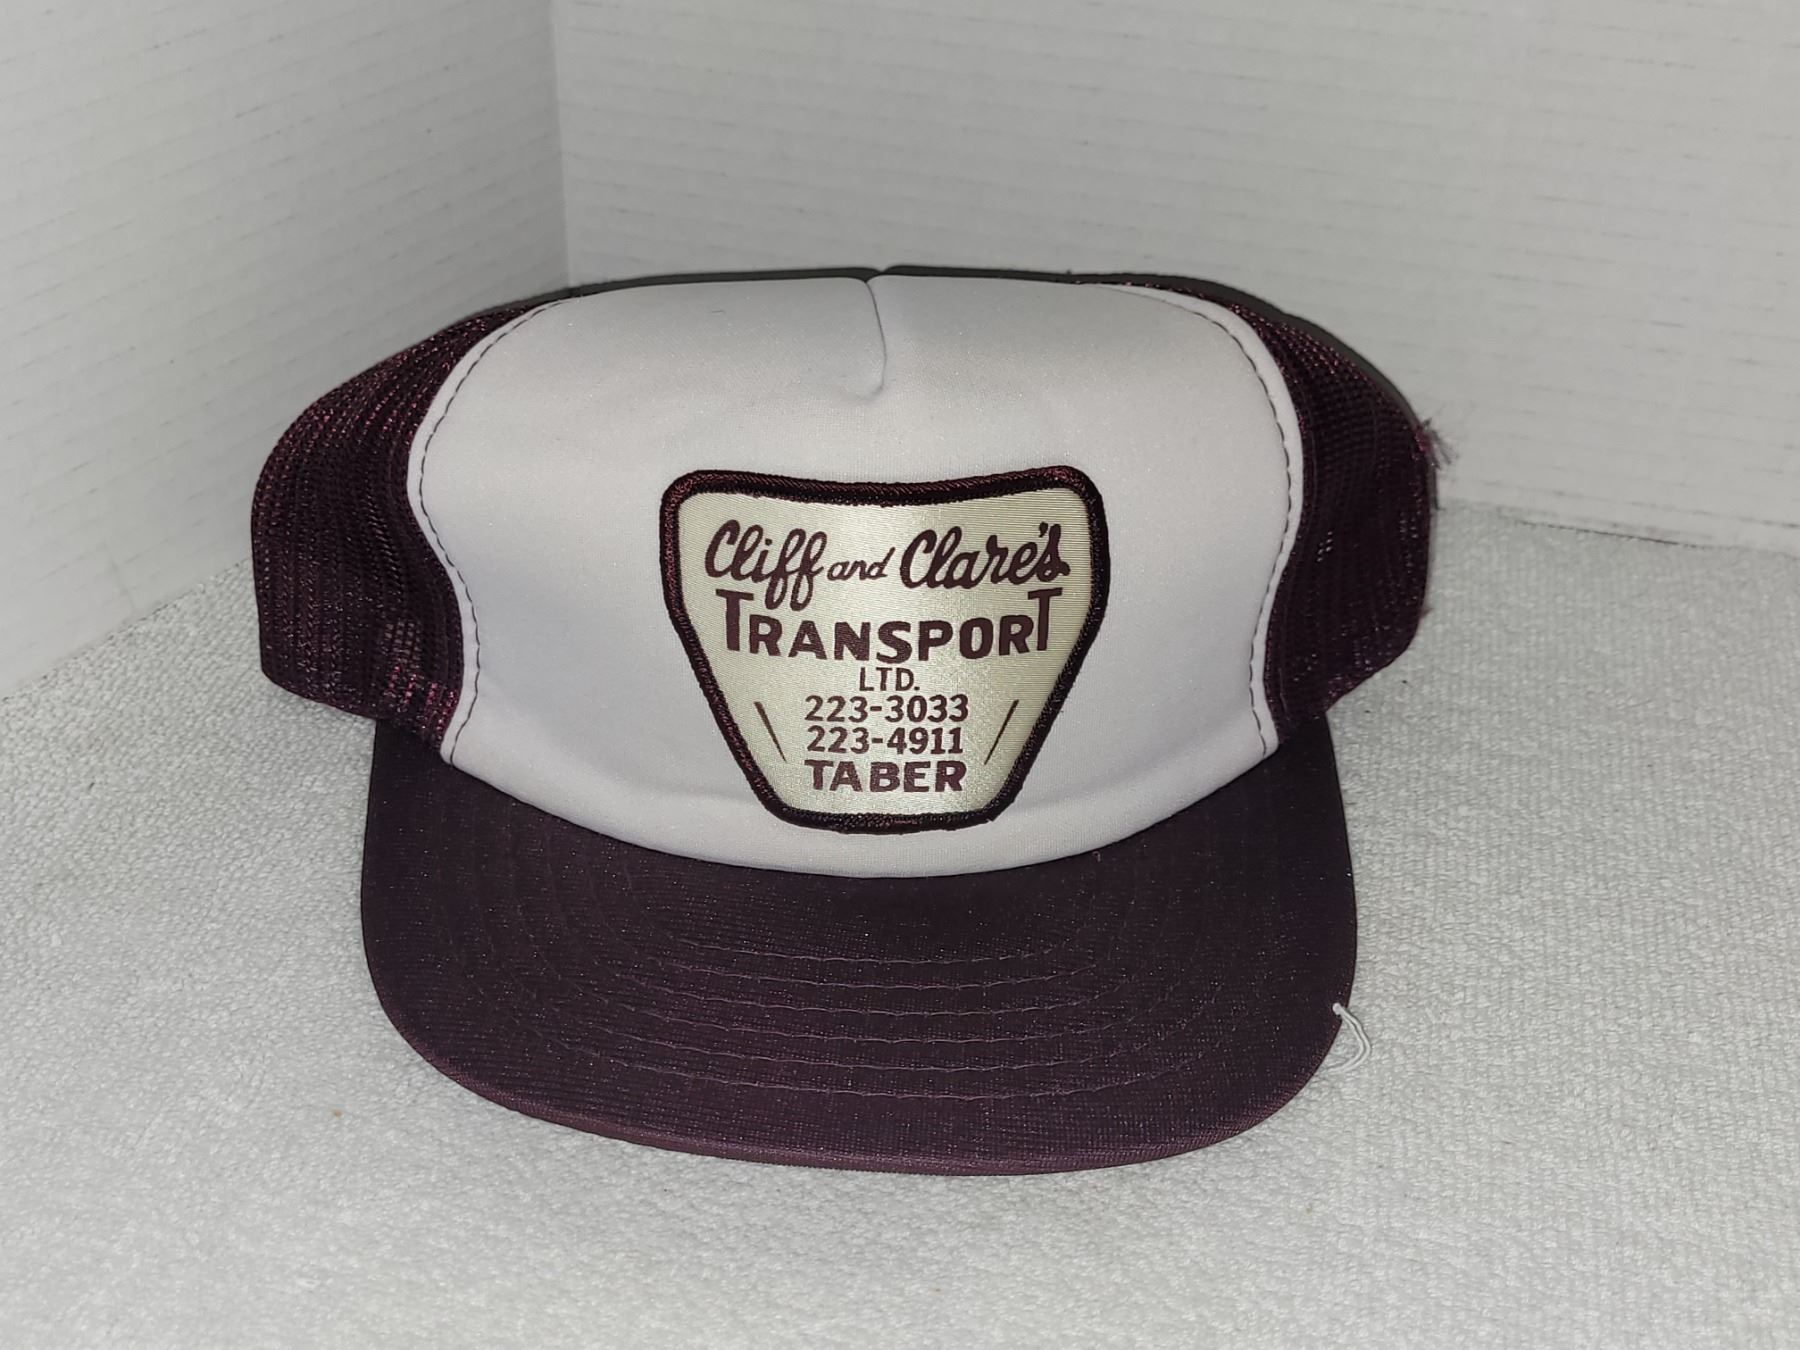 Cliff and Clare's
TRANSPORT
LTD.
223-3033
223-4911
TABER